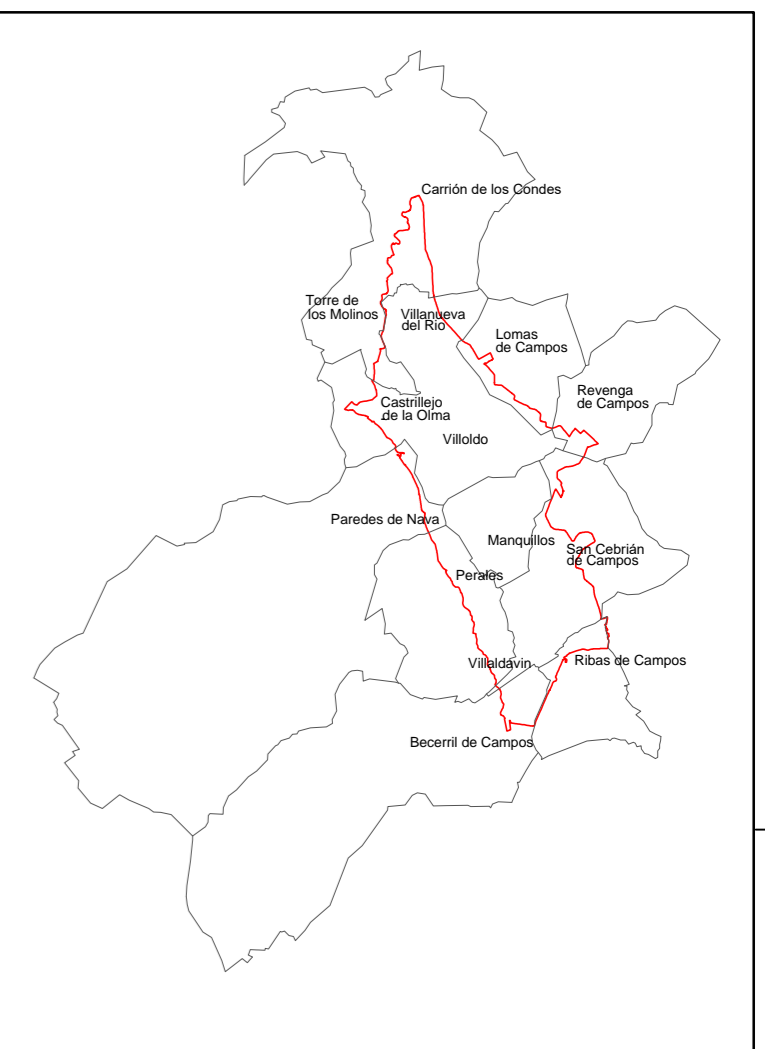 Carrión de los Condes
Torre de
los Molinos
Villanueva
del Río
Lomas
de Campos
Revenga
de Campos
Castrillejo
de la Olma
Villoldo
Paredes de Nava
Manquillos
San Cebrián
de Campos
Perales
Villaldavin
Ribas de Campos
Becerril de Campos